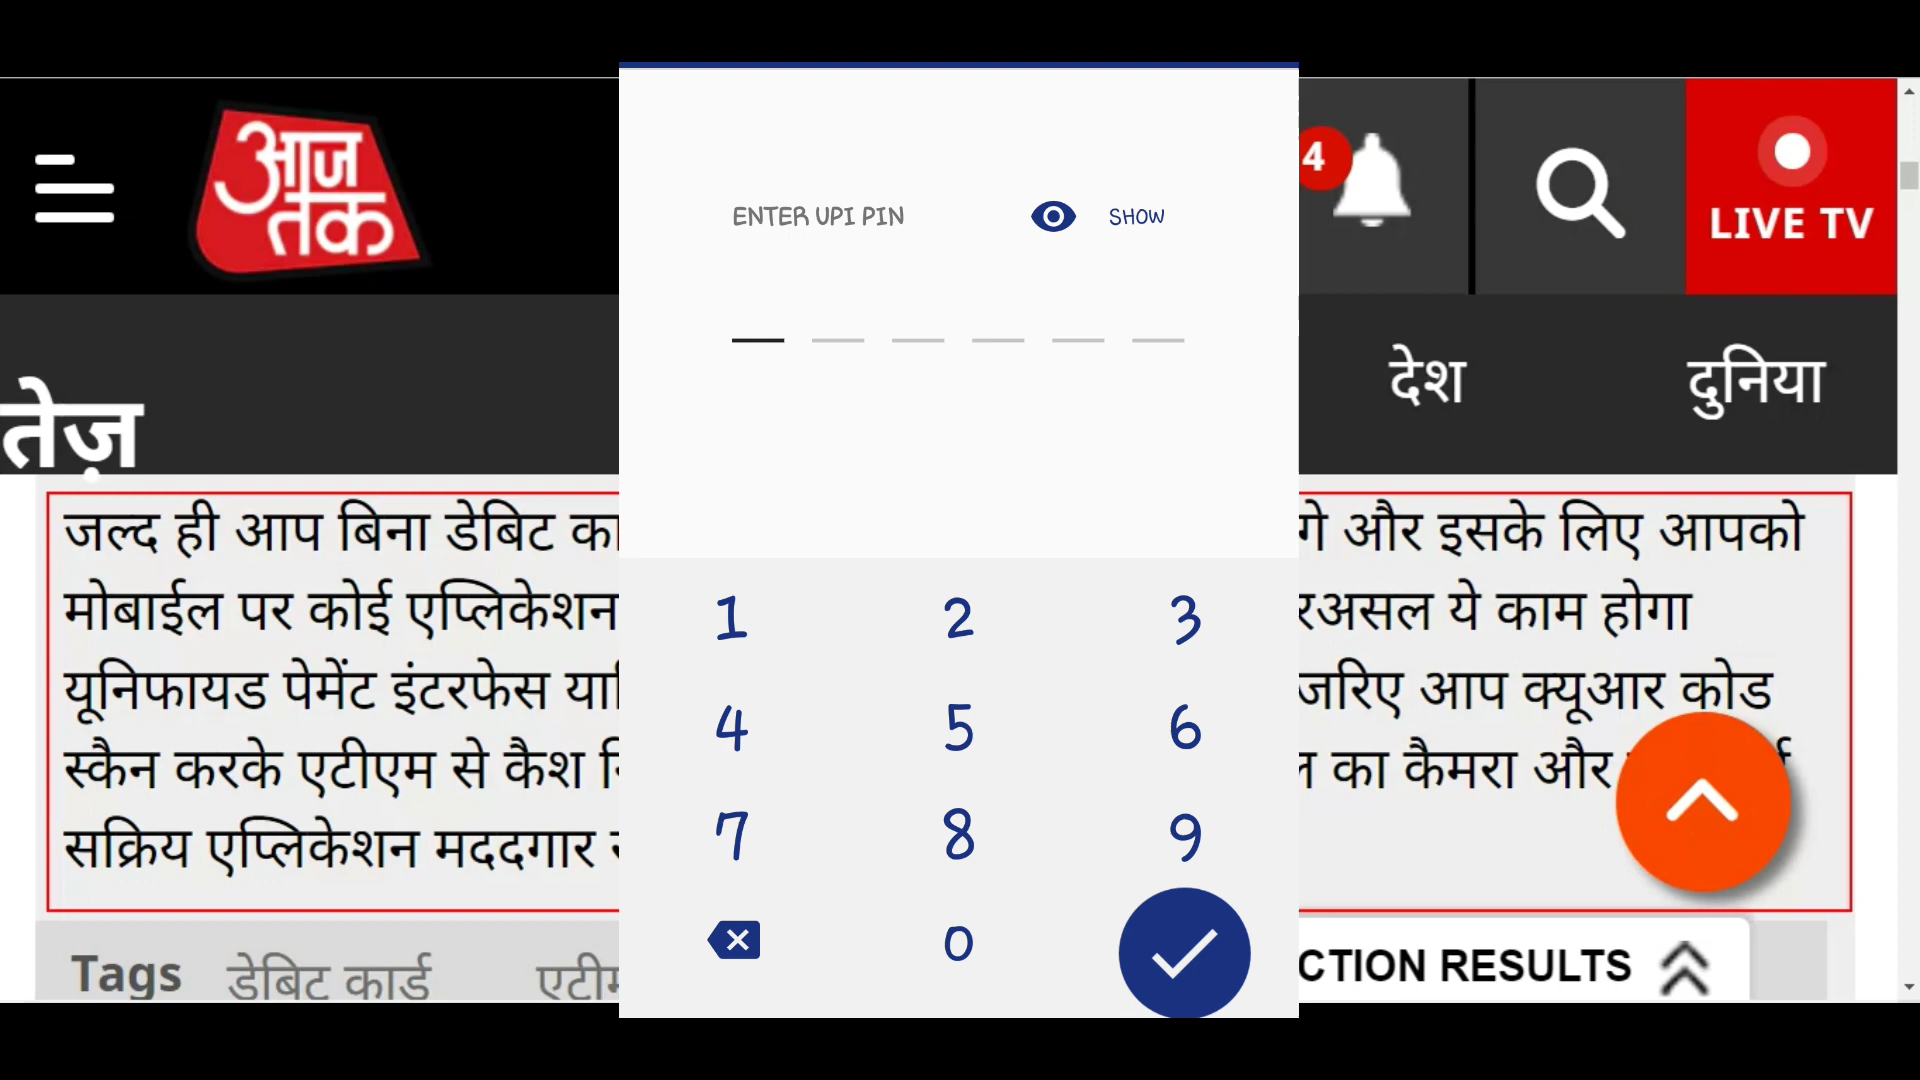 आज
तक
4
LIVE TV
तेज़
देश
दुनिया
ENTER UPI PIN
SHOW
1 2 3
4 5 6
7 8 9
0
जल्द ही आप बिना डेबिट
और इसके लिए आपको
मोबाईल पर कोई एप्लिकेशन
ये काम होगा
यूनिफायड पेमेंट इंटरफेस
जरिए आप क्यूआर कोड
स्कैन करके एटीएम से कैश
का कैमरा और
सक्रिय एप्लिकेशन मददगार
Tags डेबिट कार्ड
RESULTS